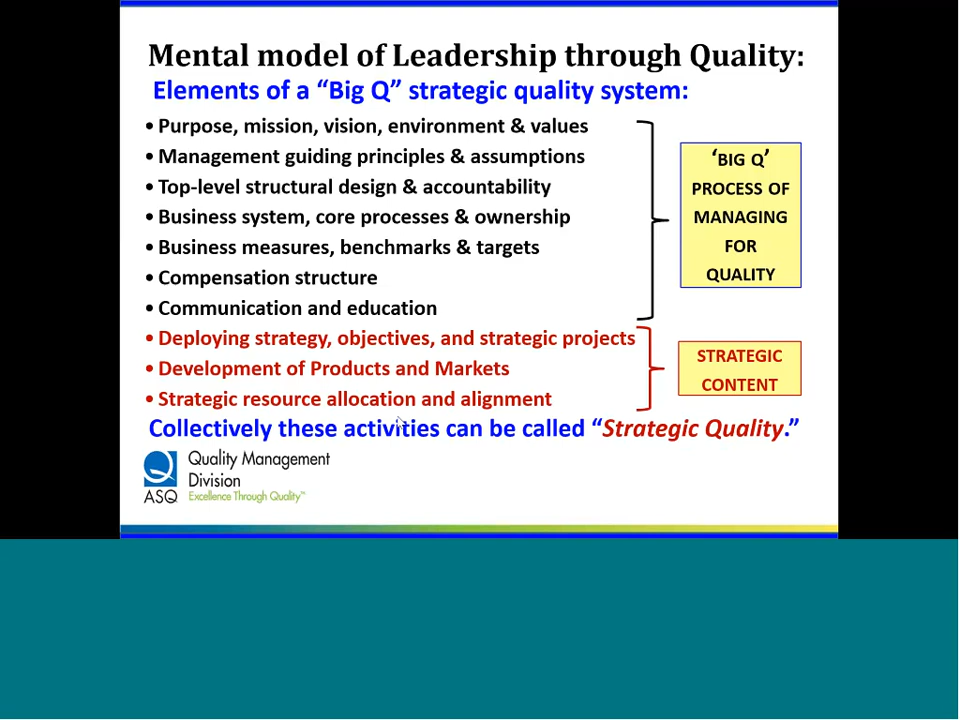 Mental model of Leadership through Quality:
Elements of a “Big Q” strategic quality system:
• Purpose, mission, vision, environment & values
• Management guiding principles & assumptions
• Top-level structural design & accountability
• Business system, core processes & ownership
• Business measures, benchmarks & targets
• Compensation structure
• Communication and education
• Deploying strategy, objectives, and strategic projects
• Development of Products and Markets
• Strategic resource allocation and alignment
‘BIG Q’
PROCESS OF
MANAGING
FOR
QUALITY
STRATEGIC
CONTENT
Collectively these activities can be called “Strategic Quality.”
Quality Management
Division
ASQ Excellence Through Quality™